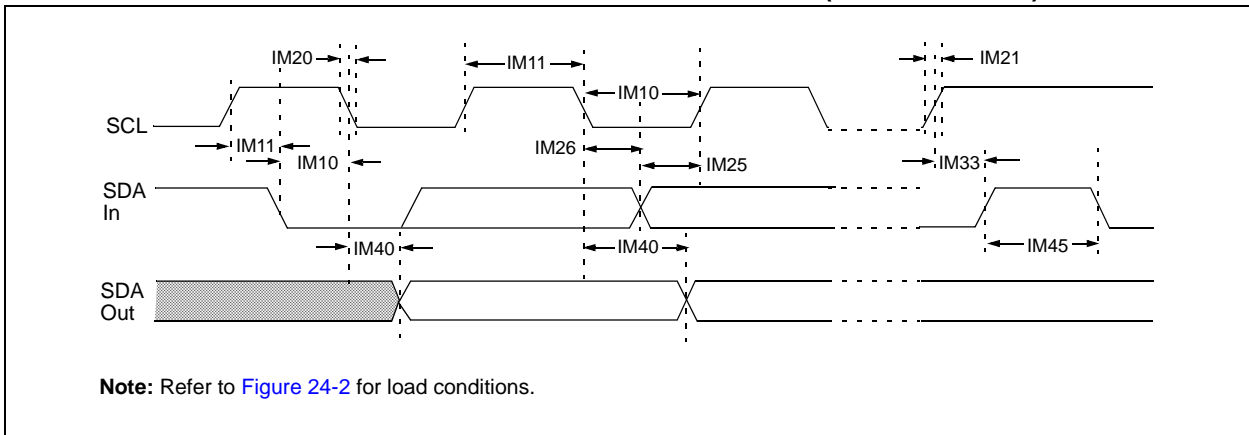 IM20
IM11
IM21
IM10
SCL
IM11
IM26
IM10
IM25
IM33
SDA
In
IM40
IM40
IM45
SDA
Out
Note: Refer to Figure 24-2 for load conditions.